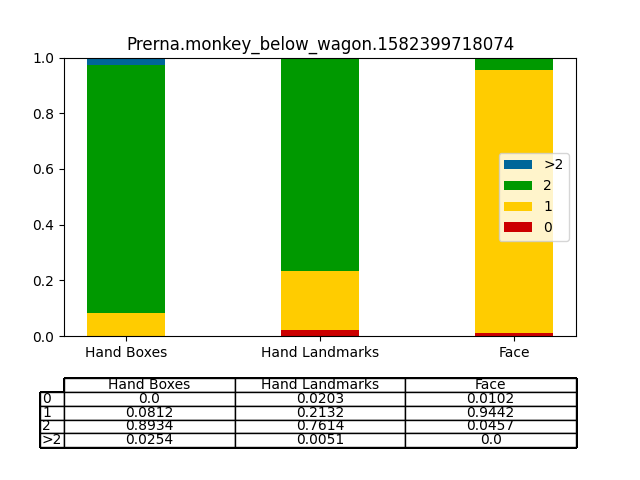 Prerna.monkey_below_wagon.1582399718074
1.0
0.8
0.6
0.4
0.2
0.0
>2
2
1
0
Hand Boxes Hand Landmarks Face
Hand Boxes Hand Landmarks Face
0 0.0 0.0203 0.0102
1 0.0812 0.2132 0.9442
2 0.8934 0.7614 0.0457
>2 0.0254 0.0051 0.0